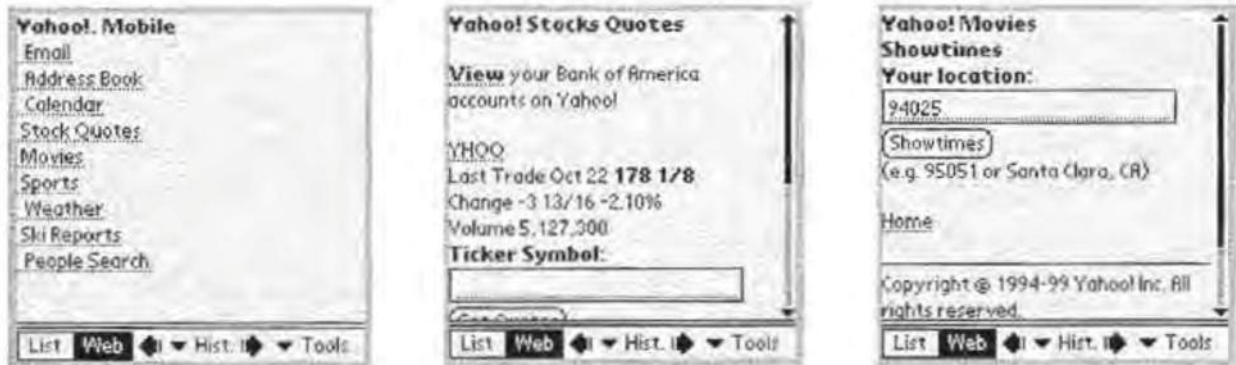 Yahoo!. Mobile
Email
Address Book
Calendar
Stock Quotes
Movies
Sports
Weather
Ski Reports
People Search
List Web Hist. Tools
Yahoo! Stocks Quotes
View your Bank of America
accounts on Yahoo!
YHOO
Last Trade Oct 22 178 1/8
Change -3 13/16 -2.10%
Volume 5,127,300
Ticker Symbol:
Get Quotes
List Web Hist. Tools
Yahoo! Movies
Showtimes
Your location:
94025
Showtimes
(e.g. 95051 or Santa Clara, CA)
Home
Copyright @ 1994-99 Yahoo! Inc. All
rights reserved.
List Web Hist. Tools